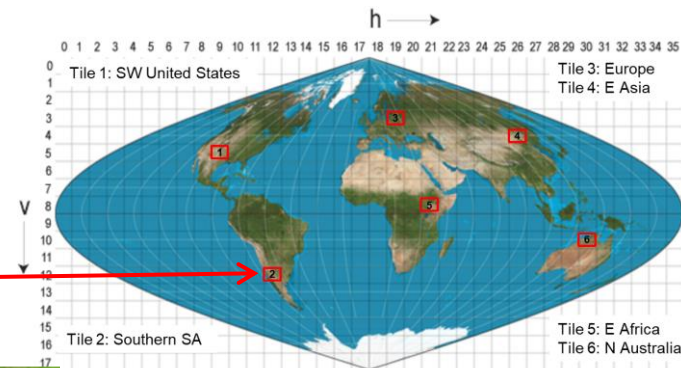 h
0 1 2 3 4 5 6 7 8 9 10 11 12 13 14 15 16 17 18 19 20 21 22 23 24 25 26 27 28 29 30 31 32 33 34 35
0
Tile 1: SW United States
Tile 3: Europe
Tile 4: E Asia
1
2
3
3
4
4
5
1
6
7
8
5
V
9
10
6
11
12
2
13
14
15
Tile 2: Southern SA
Tile 5: E Africa
Tile 6: N Australia
16
17